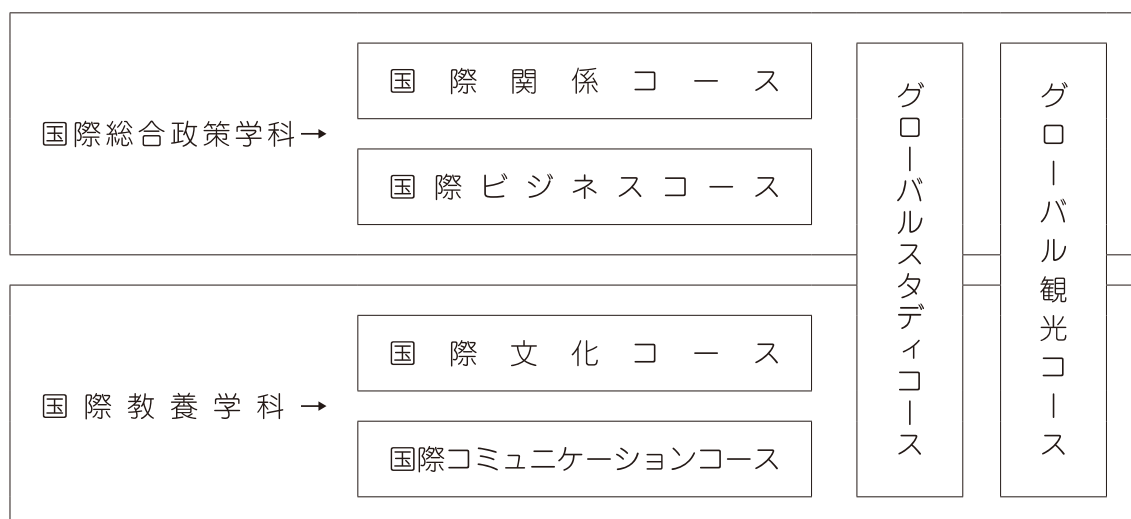 国際総合政策学科→
国際関係コース
国際ビジネスコース
国際教養学科→
国際文化コース
国際コミュニケーションコース
グローバルスタディコース
グローバル観光コース